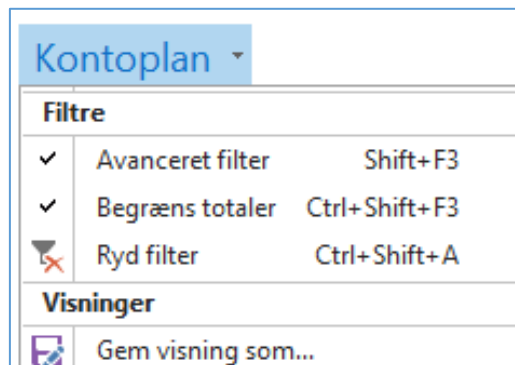 Kontoplan
Filtre
Avanceret filter Shift+F3
Begræns totaler Ctrl+Shift+F3
Ryd filter Ctrl+Shift+A
Visninger
Gem visning som...